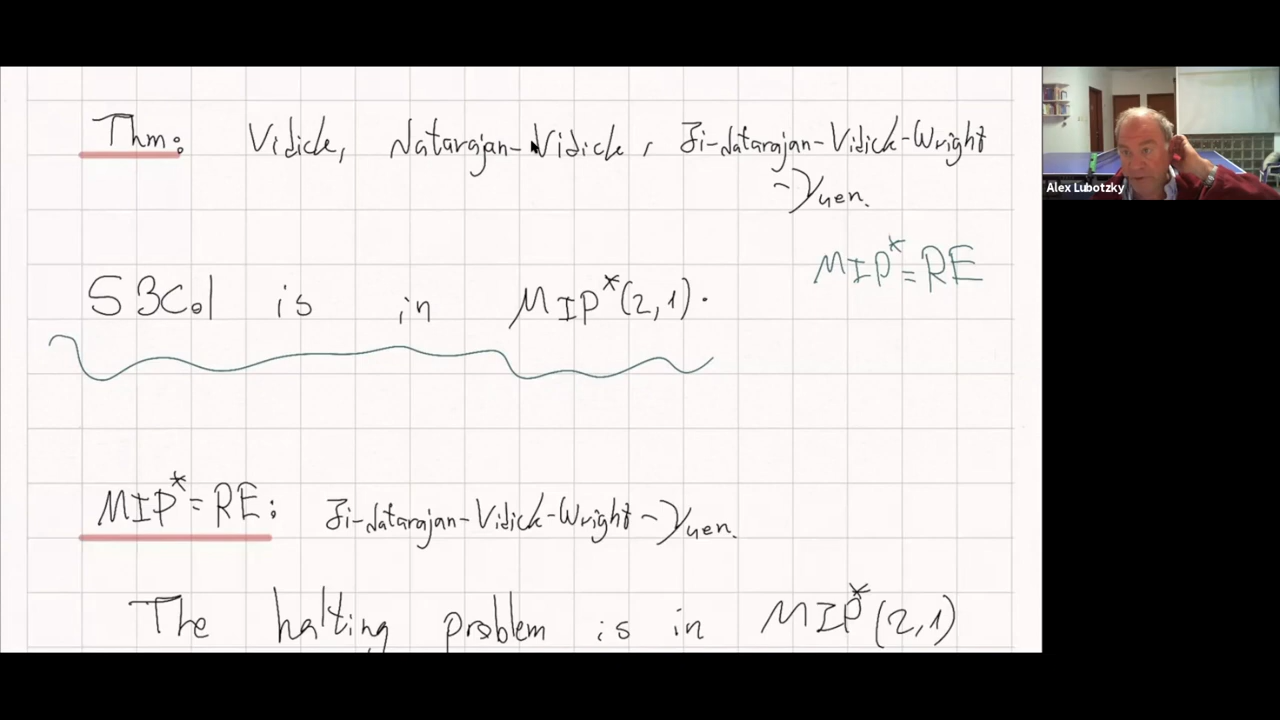 Thm: Vidick, Natarajan-Vidick, Ji-Natarajan-Vidick-Wright
-Yuen.
MIP*=RE
S3Col is in MIP*(2,1).
MIP*=RE: Ji-Natarajan-Vidick-Wright-Yuen.
The halting problem is in MIP*(2,1)
Alex Lubotzky